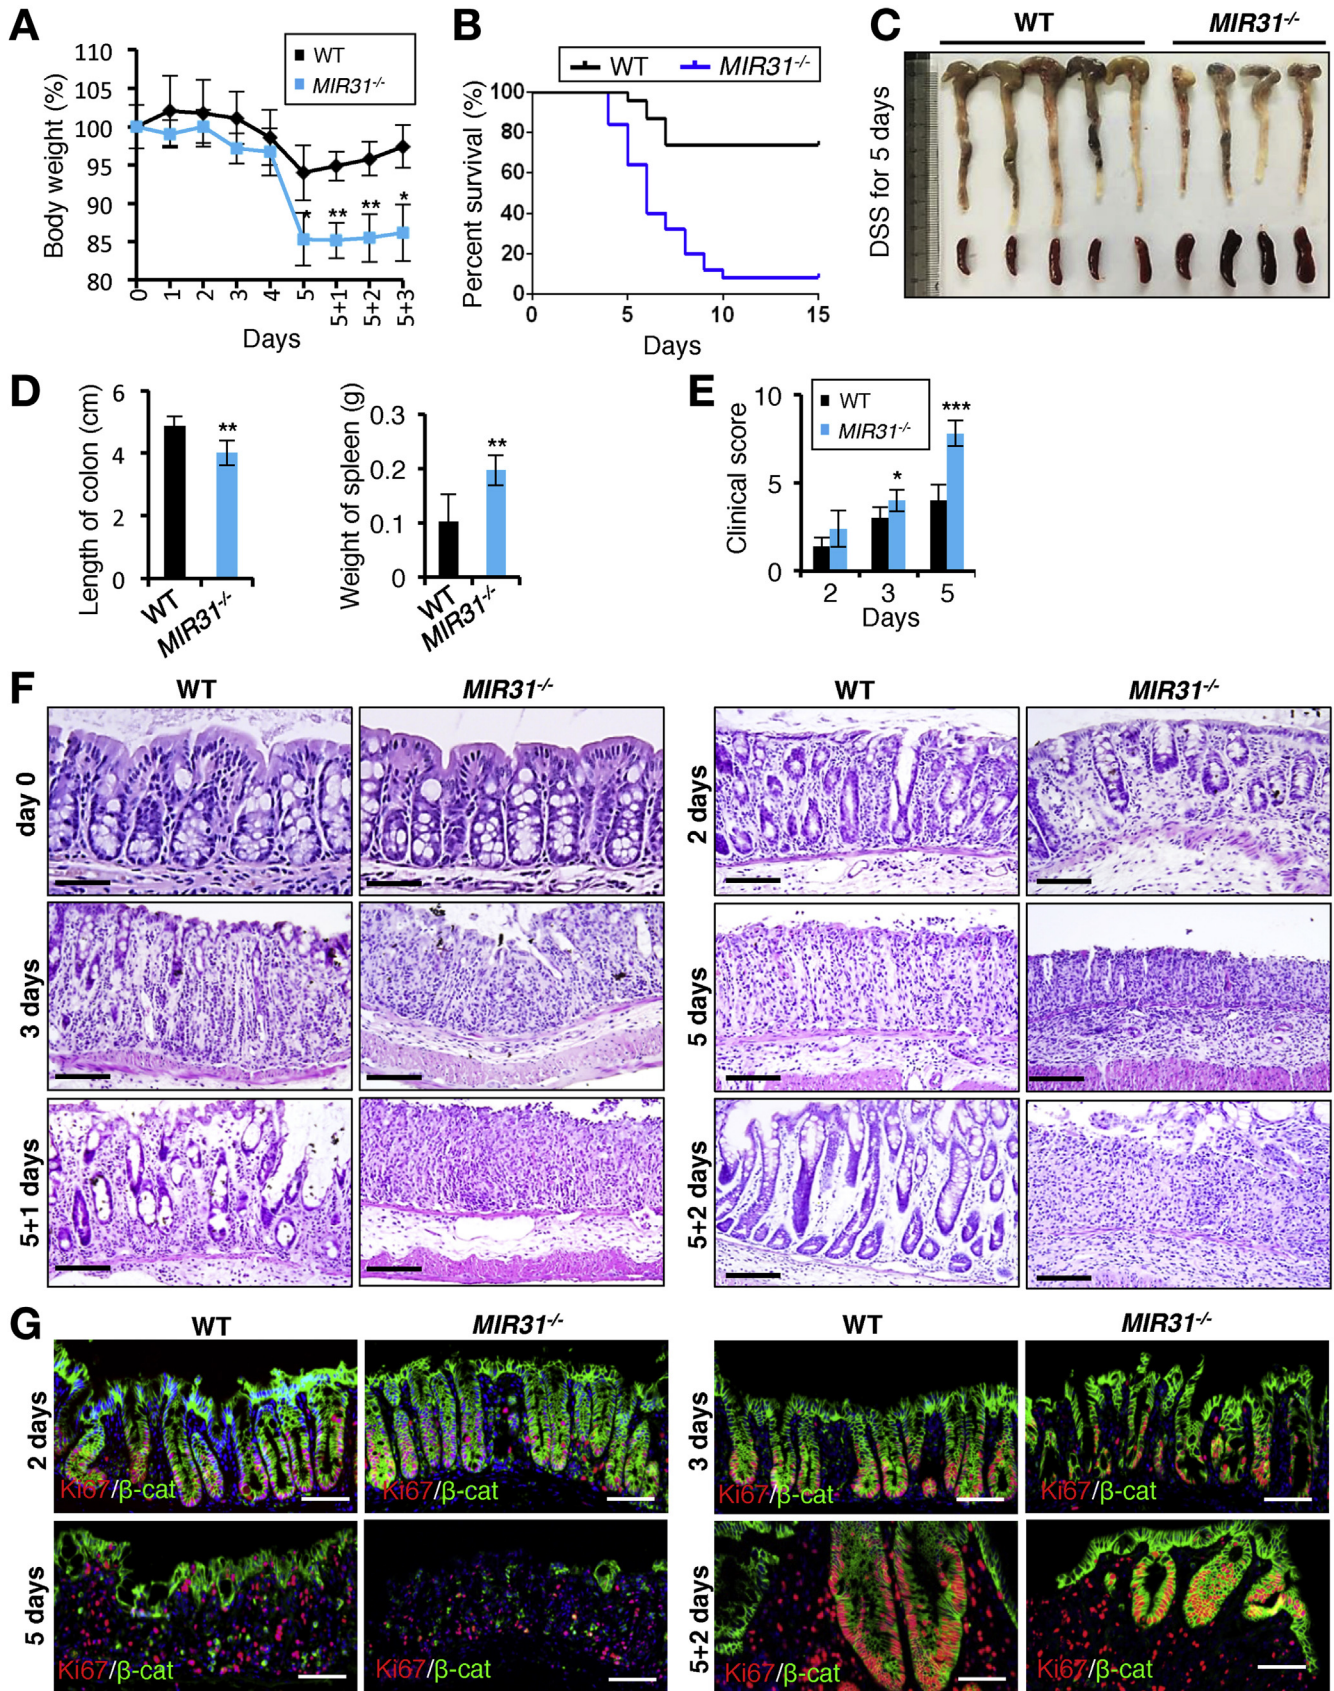 A
Body weight (%)
110
105
100
95
90
85
80
WT
MIR31-/-
*
**
**
*
0
1
2
3
4
5
5+1
5+2
5+3
Days
B
Percent survival (%)
WT
MIR31-/-
100
80
60
40
20
0
0
5
10
15
Days
C
WT
MIR31-/-
DSS for 5 days
D
Length of colon (cm)
6
4
2
0
**
WT
MIR31-/-
Weight of spleen (g)
0.3
0.2
0.1
0
**
WT
MIR31-/-
E
Clinical score
10
5
0
WT
MIR31-/-
*
***
2
3
5
Days
F
WT
MIR31-/-
WT
MIR31-/-
day 0
2 days
3 days
5 days
5+1 days
5+2 days
G
WT
MIR31-/-
WT
MIR31-/-
2 days
Ki67/β-cat
Ki67/β-cat
3 days
Ki67/β-cat
Ki67/β-cat
5 days
Ki67/β-cat
Ki67/β-cat
5+2 days
Ki67/β-cat
Ki67/β-cat